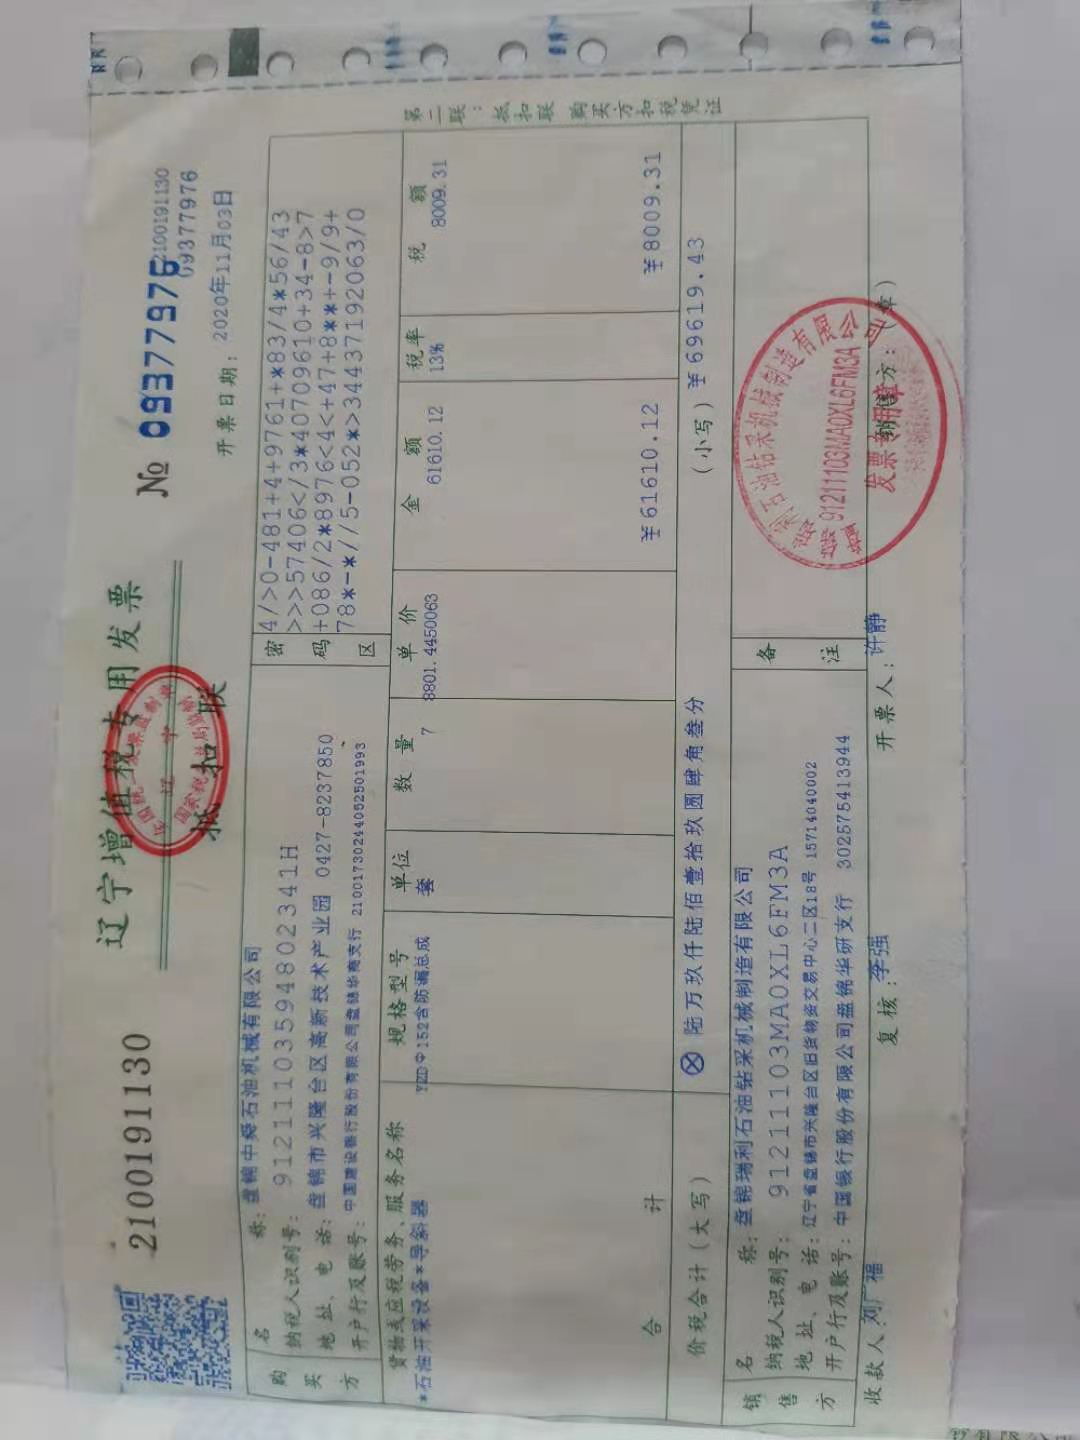 2100191130
辽宁增值税专用发票
№ 09377976
2100191130
09377976
抵扣联
开票日期: 2020年11月03日
第二联:抵扣联 购买方扣税凭证
购买方
名称: 盘锦中舜石油机械有限公司
纳税人识别号: 91211103594802341H
地址、电话: 盘锦市兴隆台区高新技术产业园 0427-8237850
开户行及账号: 中国建设银行股份有限公司盘锦华商支行 21001730244052501993
密码区
4/>0-481+4+9761+*83/4*56/43
>>>57406</3*40709610+34-8>7
+086/2*8976<4<+47+8**+-9/9+
78*-*//5-052*>34437192063/0
货物或应税劳务、服务名称 规格型号 单位 数量 单价 金额 税率 税额
*石油开采设备*导斜器 YZDΦ152含防漏总成 套 7 8801.4450063 61610.12 13% 8009.31
合计 ¥61610.12 ¥8009.31
价税合计(大写) ⊗ 陆万玖仟陆佰壹拾玖圆肆角叁分 (小写) ¥69619.43
销售方
名称: 盘锦瑞利石油钻采机械制造有限公司
纳税人识别号: 91211103MA0XL6FM3A
地址、电话: 辽宁省盘锦市兴隆台区旧货物资交易中心二区18号 15714040002
开户行及账号: 中国银行股份有限公司盘锦华研支行 302575413944
备注
利石油钻采机械制造有限公司
91211103MA0XL6FM3A
发票专用章
收款人: 刘广福 复核: 李强 开票人: 许静 销售方:(章)